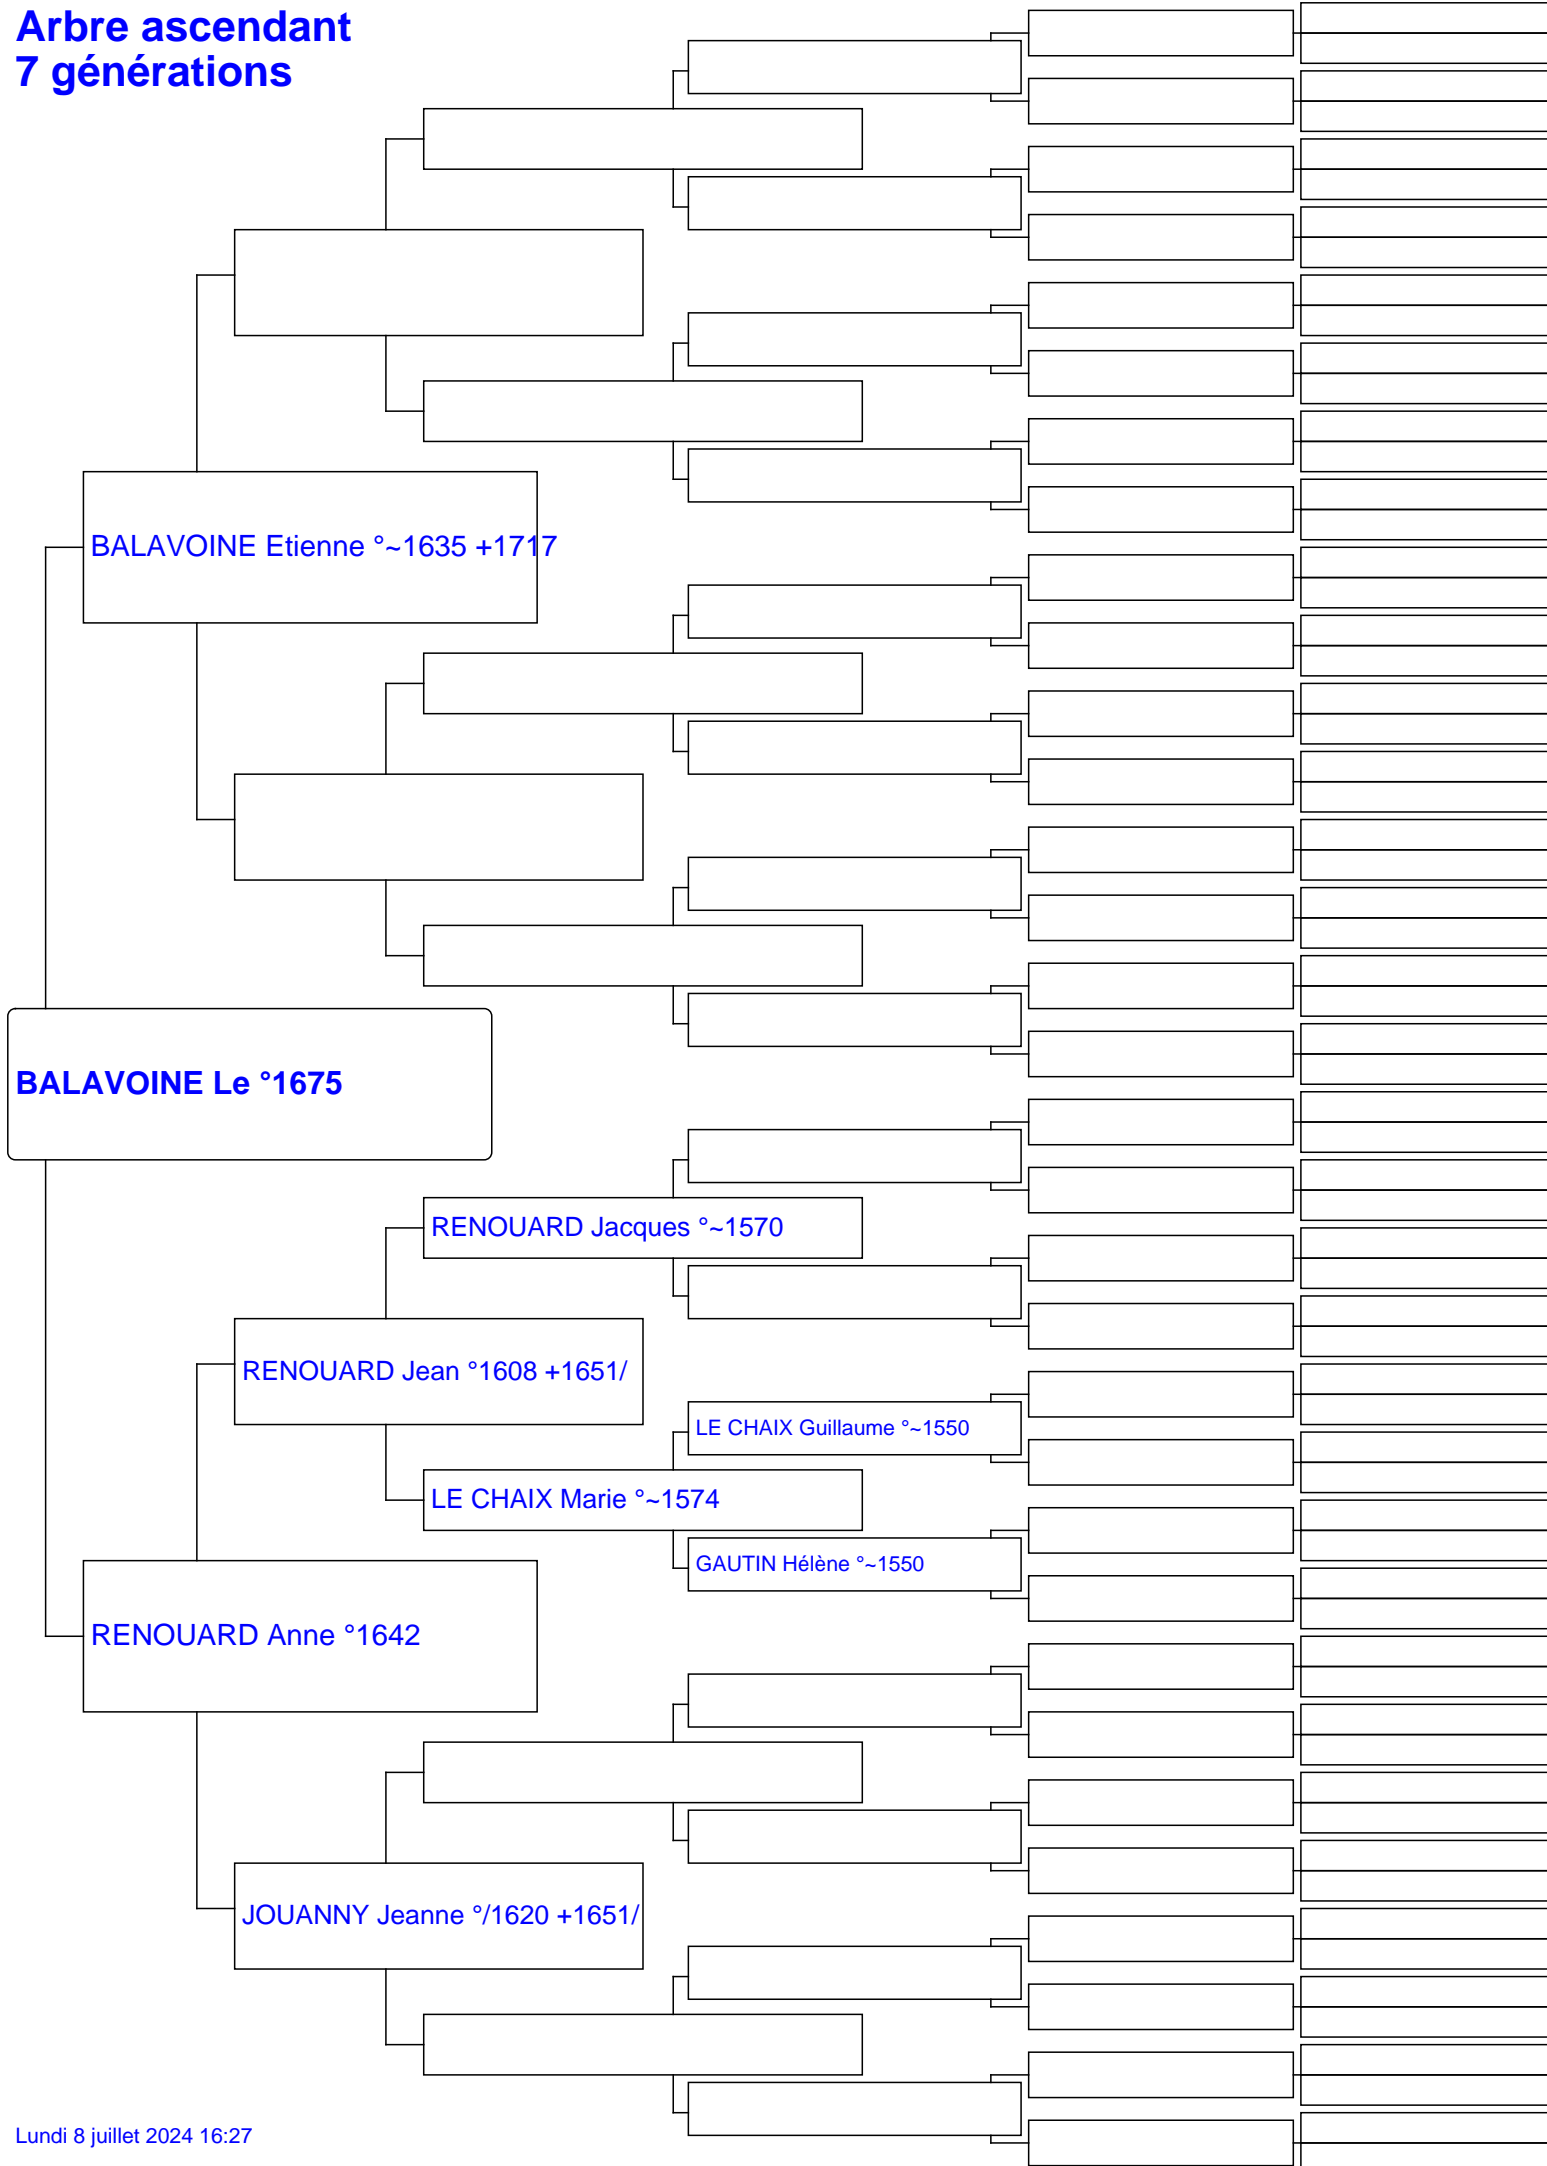 Arbre ascendant
7 générations
BALAVOINE Etienne °~1635 +1717
BALAVOINE Le °1675
RENOUARD Jacques °~1570
RENOUARD Jean °1608 +1651/
LE CHAIX Guillaume °~1550
LE CHAIX Marie °~1574
GAUTIN Hélène °~1550
RENOUARD Anne °1642
JOUANNY Jeanne °/1620 +1651/
Lundi 8 juillet 2024 16:27